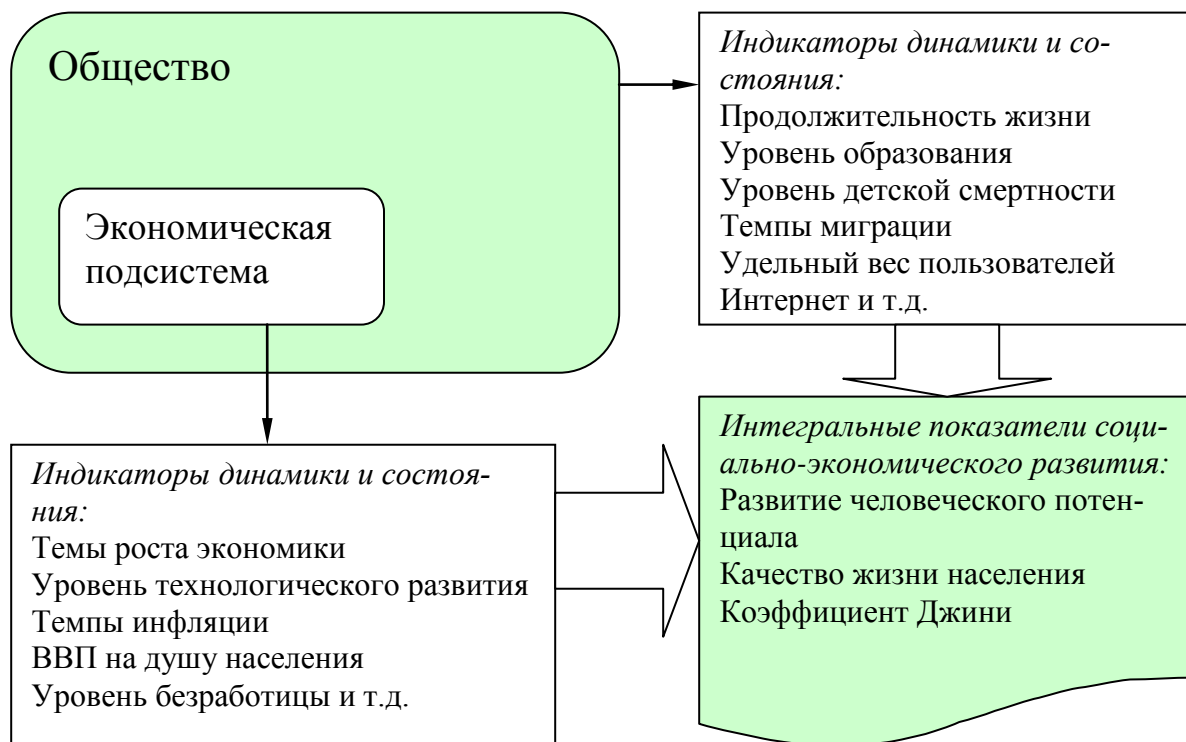 Общество
Экономическая
подсистема
Индикаторы динамики и со-
стояния:
Продолжительность жизни
Уровень образования
Уровень детской смертности
Темпы миграции
Удельный вес пользователей
Интернет и т.д.
Индикаторы динамики и состоя-
ния:
Темы роста экономики
Уровень технологического развития
Темпы инфляции
ВВП на душу населения
Уровень безработицы и т.д.
Интегральные показатели соци-
ально-экономического развития:
Развитие человеческого потен-
циала
Качество жизни населения
Коэффициент Джини